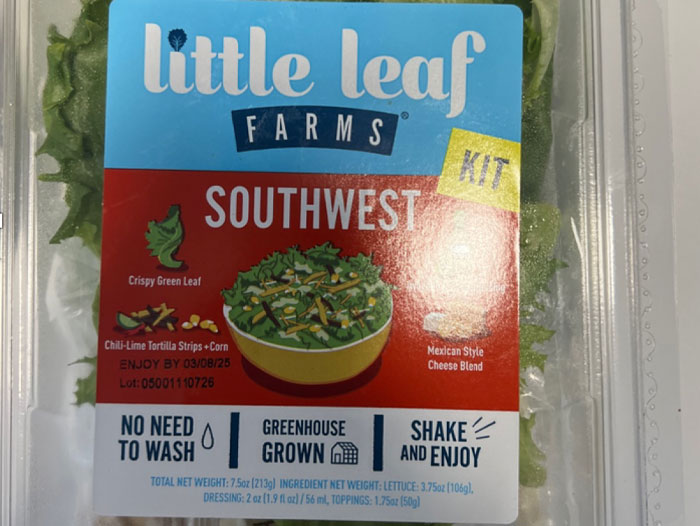 little leaf
FARMS®
KIT
SOUTHWEST
Crispy Green Leaf
Chili-Lime Tortilla Strips + Corn
Mexican Style
Cheese Blend
ENJOY BY 03/08/25
Lot: 05001110726
NO NEED
TO WASH
GREENHOUSE
GROWN
SHAKE
AND ENJOY
TOTAL NET WEIGHT: 7.5oz (213g) INGREDIENT NET WEIGHT: LETTUCE: 3.75oz (106g),
DRESSING: 2 oz (1.9 fl oz) / 56 ml, TOPPINGS: 1.75oz (50g)